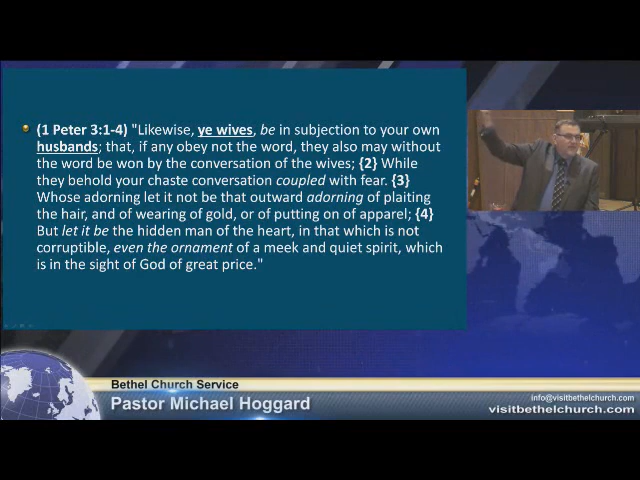 (1 Peter 3:1-4) "Likewise, ye wives, be in subjection to your own
husbands; that, if any obey not the word, they also may without
the word be won by the conversation of the wives; {2} While
they behold your chaste conversation coupled with fear. {3}
Whose adorning let it not be that outward adorning of plaiting
the hair, and of wearing of gold, or of putting on of apparel; {4}
But let it be the hidden man of the heart, in that which is not
corruptible, even the ornament of a meek and quiet spirit, which
is in the sight of God of great price."
Bethel Church Service
Pastor Michael Hoggard
info@visitbethelchurch.com
visitbethelchurch.com